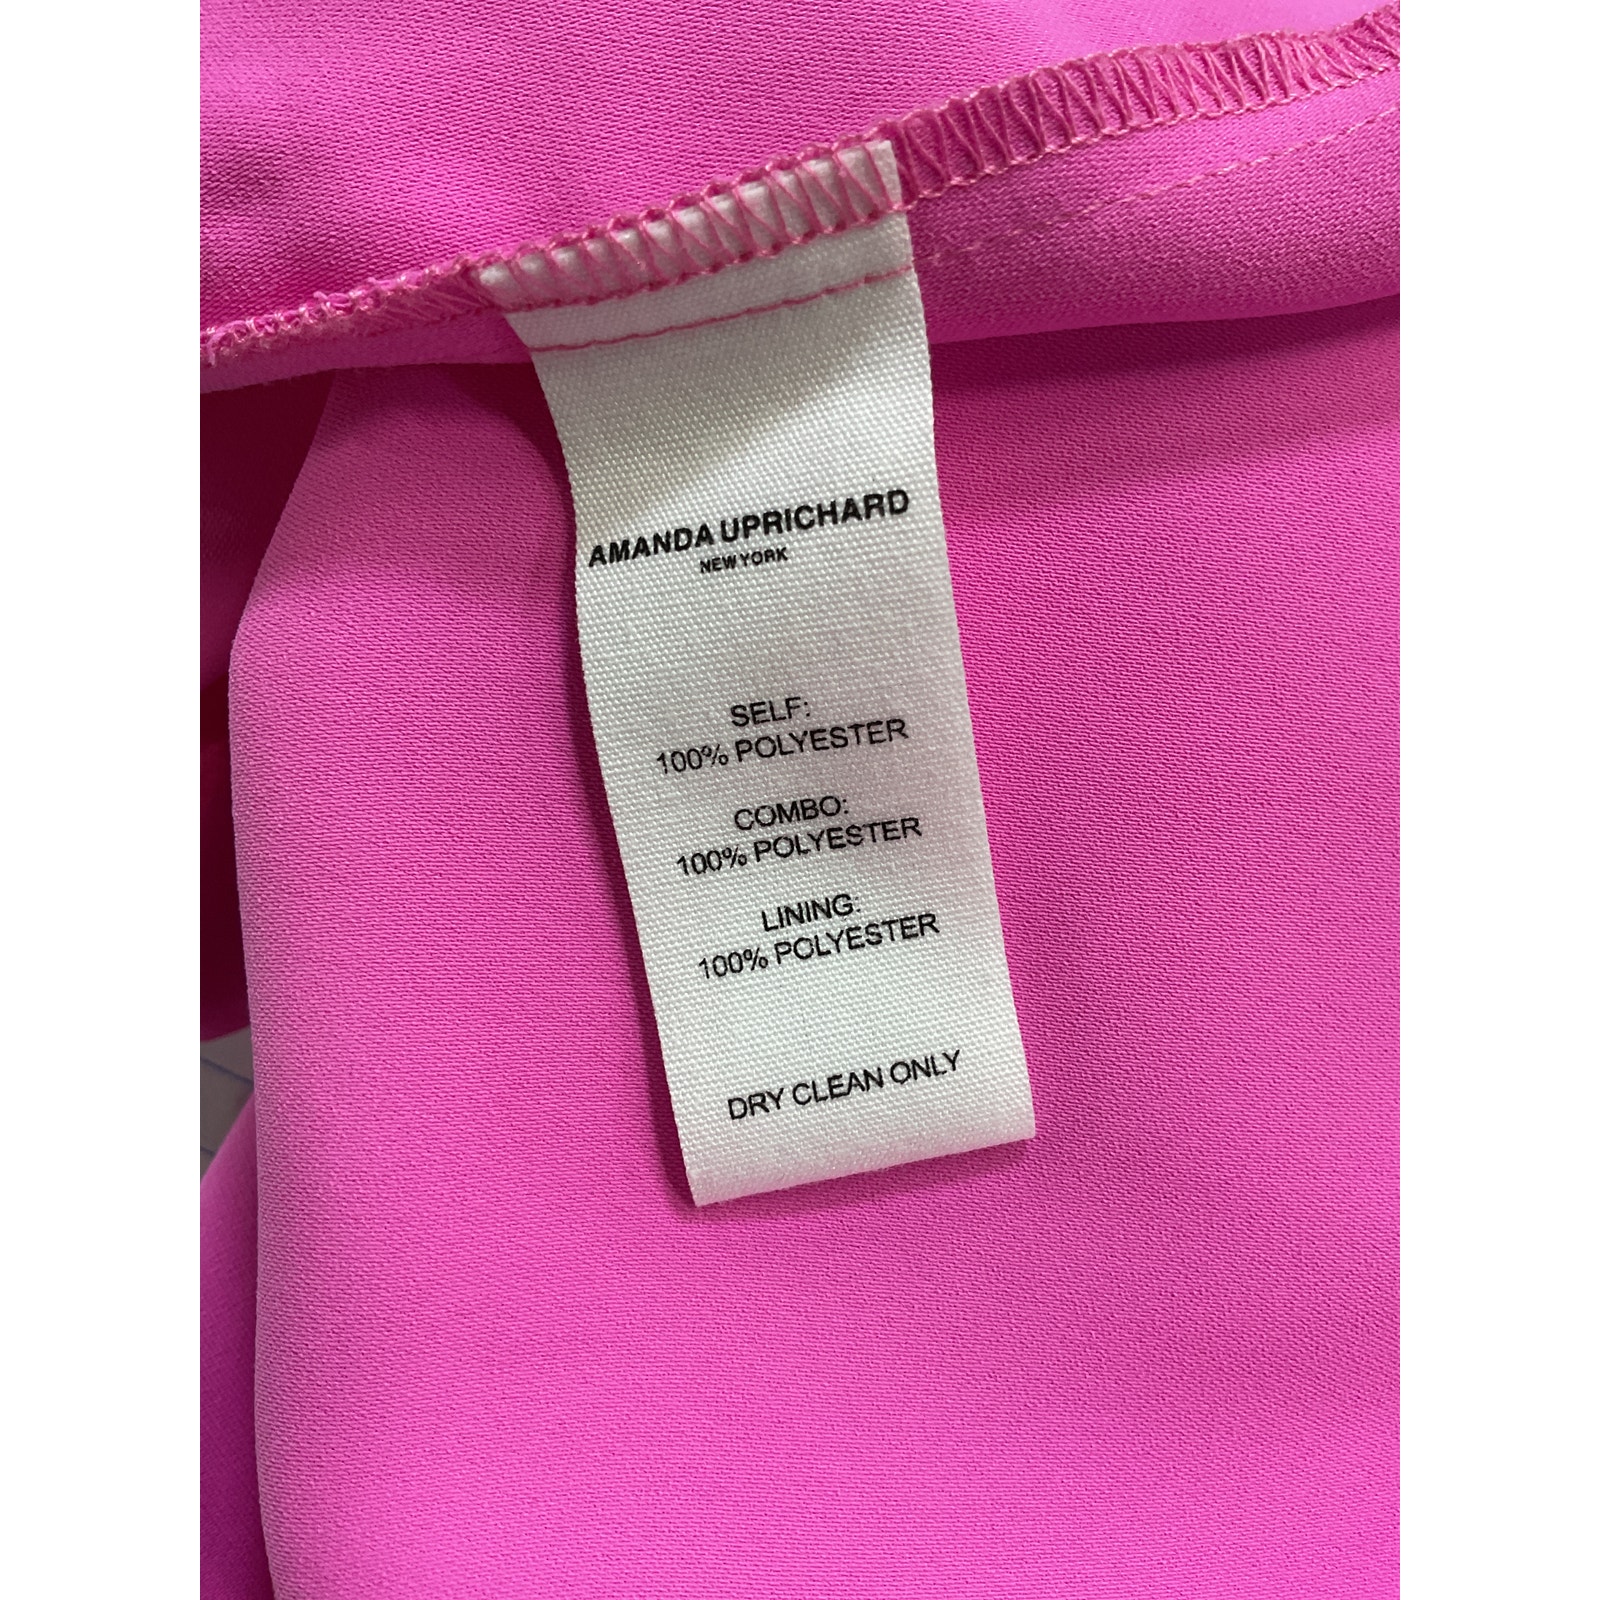 AMANDA UPRICHARD
NEW YORK
SELF:
100% POLYESTER
COMBO:
100% POLYESTER
LINING:
100% POLYESTER
DRY CLEAN ONLY